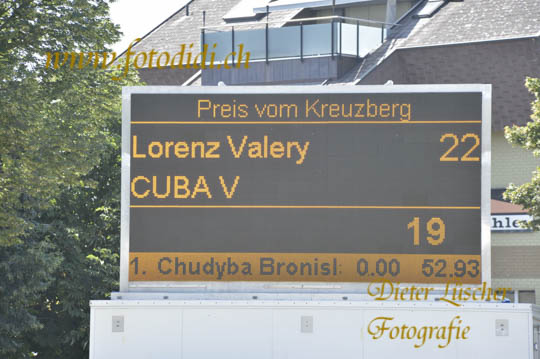 www.fotodidi.ch
Preis vom Kreuzberg
Lorenz Valery 22
CUBA V
19
1. Chudyba Bronisl: 0.00 52.93
Dieter Lüscher
Fotografie